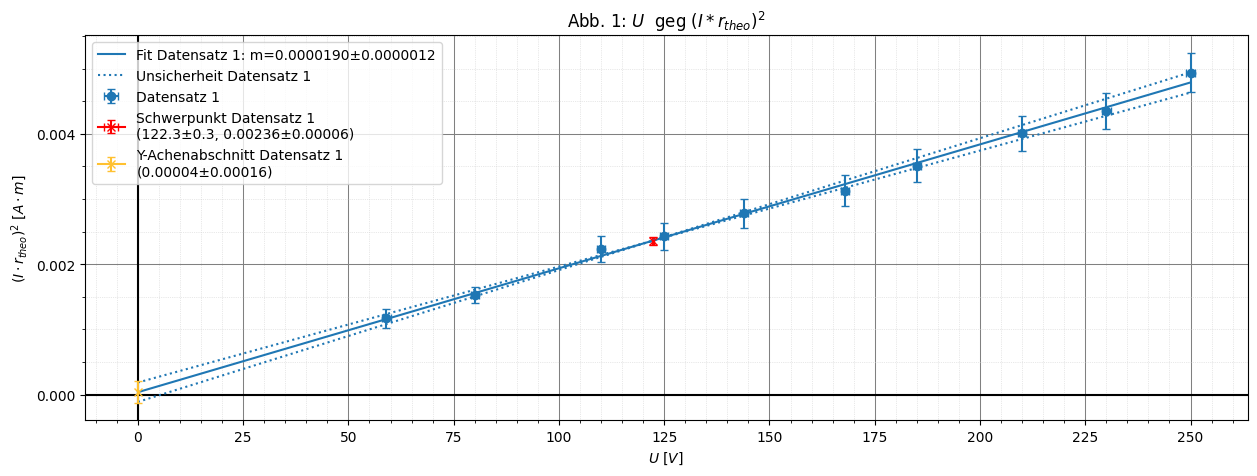 Abb. 1: U geg (I * r_theo)²
Fit Datensatz 1: m=0.0000190±0.0000012
Unsicherheit Datensatz 1
Datensatz 1
Schwerpunkt Datensatz 1
(122.3±0.3, 0.00236±0.00006)
Y-Achenabschnitt Datensatz 1
(0.00004±0.00016)
(I · r_theo)² [A · m]
0.004
0.002
0.000
0 25 50 75 100 125 150 175 200 225 250
U [V]